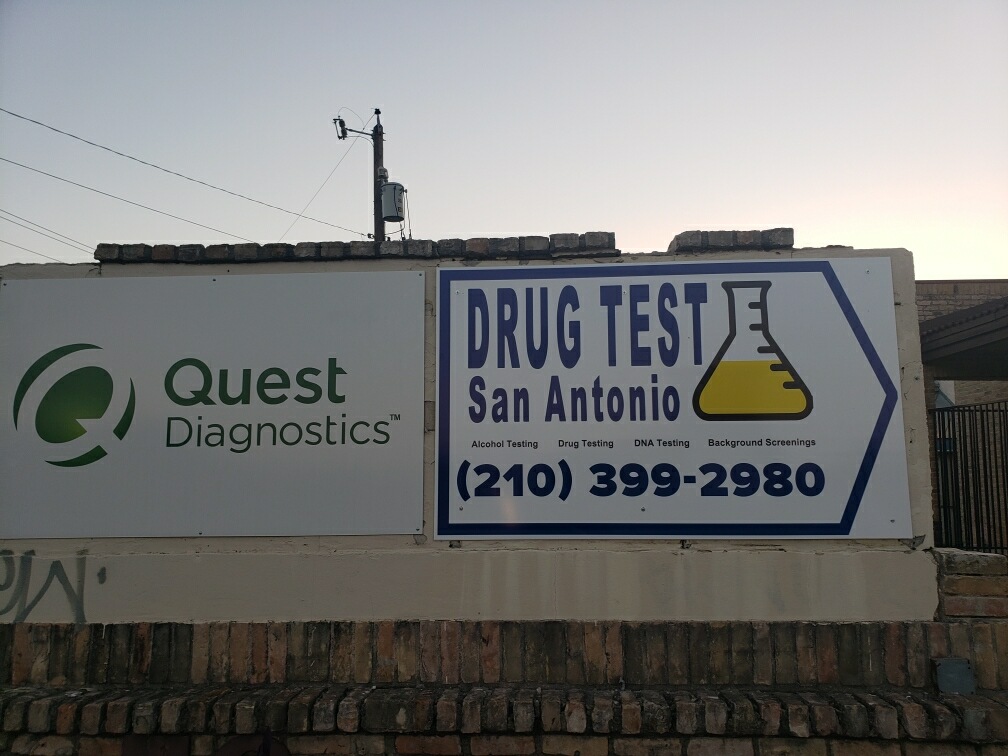 Quest
Diagnostics™
DRUG TEST
San Antonio
Alcohol Testing Drug Testing DNA Testing Background Screenings
(210) 399-2980